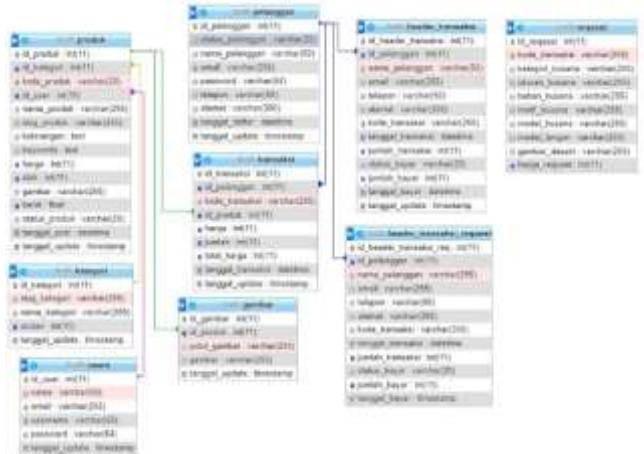 produk
id_produk int(11)
id_kategori int(11)
kode_produk varchar(20)
id_user int(11)
nama_produk varchar(255)
slug_produk varchar(255)
keterangan text
keywords text
harga int(11)
stok int(11)
gambar varchar(255)
berat float
status_produk varchar(20)
tanggal_post datetime
tanggal_update timestamp
kategori
id_kategori int(11)
slug_kategori varchar(255)
nama_kategori varchar(255)
urutan int(11)
tanggal_update timestamp
users
id_user int(11)
nama
email varchar(255)
username
password varchar(64)
tanggal_update timestamp
pelanggan
id_pelanggan int(11)
status_pelanggan varchar(20)
nama_pelanggan varchar(50)
email varchar(255)
password varchar(64)
telepon varchar(50)
alamat varchar(300)
tanggal_daftar datetime
tanggal_update timestamp
transaksi
id_transaksi int(11)
id_pelanggan int(11)
kode_transaksi varchar(255)
id_produk int(11)
harga int(11)
jumlah int(11)
total_harga int(11)
tanggal_transaksi datetime
tanggal_update timestamp
gambar
id_gambar int(11)
id_produk int(11)
judul_gambar varchar(255)
gambar varchar(255)
tanggal_update timestamp
header_transaksi
id_header_transaksi int(11)
id_pelanggan int(11)
nama_pelanggan varchar(50)
email varchar(255)
telepon varchar(50)
alamat varchar(300)
kode_transaksi varchar(255)
tanggal_transaksi datetime
jumlah_transaksi int(11)
status_bayar varchar(20)
jumlah_bayar int(11)
tanggal_bayar datetime
tanggal_update timestamp
header_transaksi_request
id_header_transaksi_req int(11)
id_pelanggan int(11)
nama_pelanggan
email varchar(255)
telepon varchar(50)
alamat
kode_transaksi varchar(255)
tanggal_transaksi datetime
jumlah_transaksi int(11)
status_bayar varchar(20)
jumlah_bayar int(11)
tanggal_bayar timestamp
request
id_request int(11)
kode_transaksi varchar(255)
kategori_busana varchar(255)
ukuran_busana varchar(255)
bahan_busana varchar(255)
motif_busana varchar(255)
model_busana varchar(255)
model_lengan varchar(255)
gambar_desain varchar(255)
harga_request int(11)